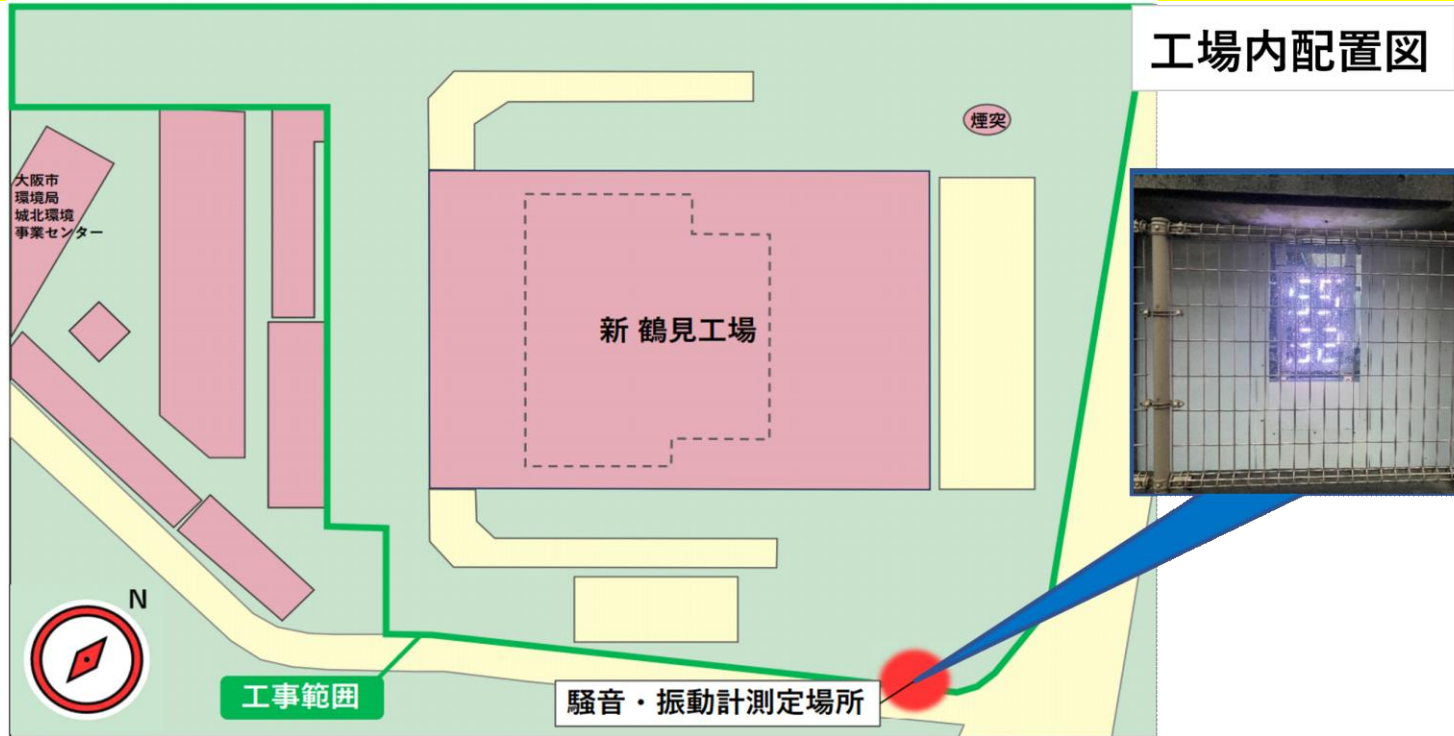 工場内配置図
煙突
大阪市
環境局
城北環境
事業センター
新 鶴見工場
N
工事範囲
騒音・振動計測定場所